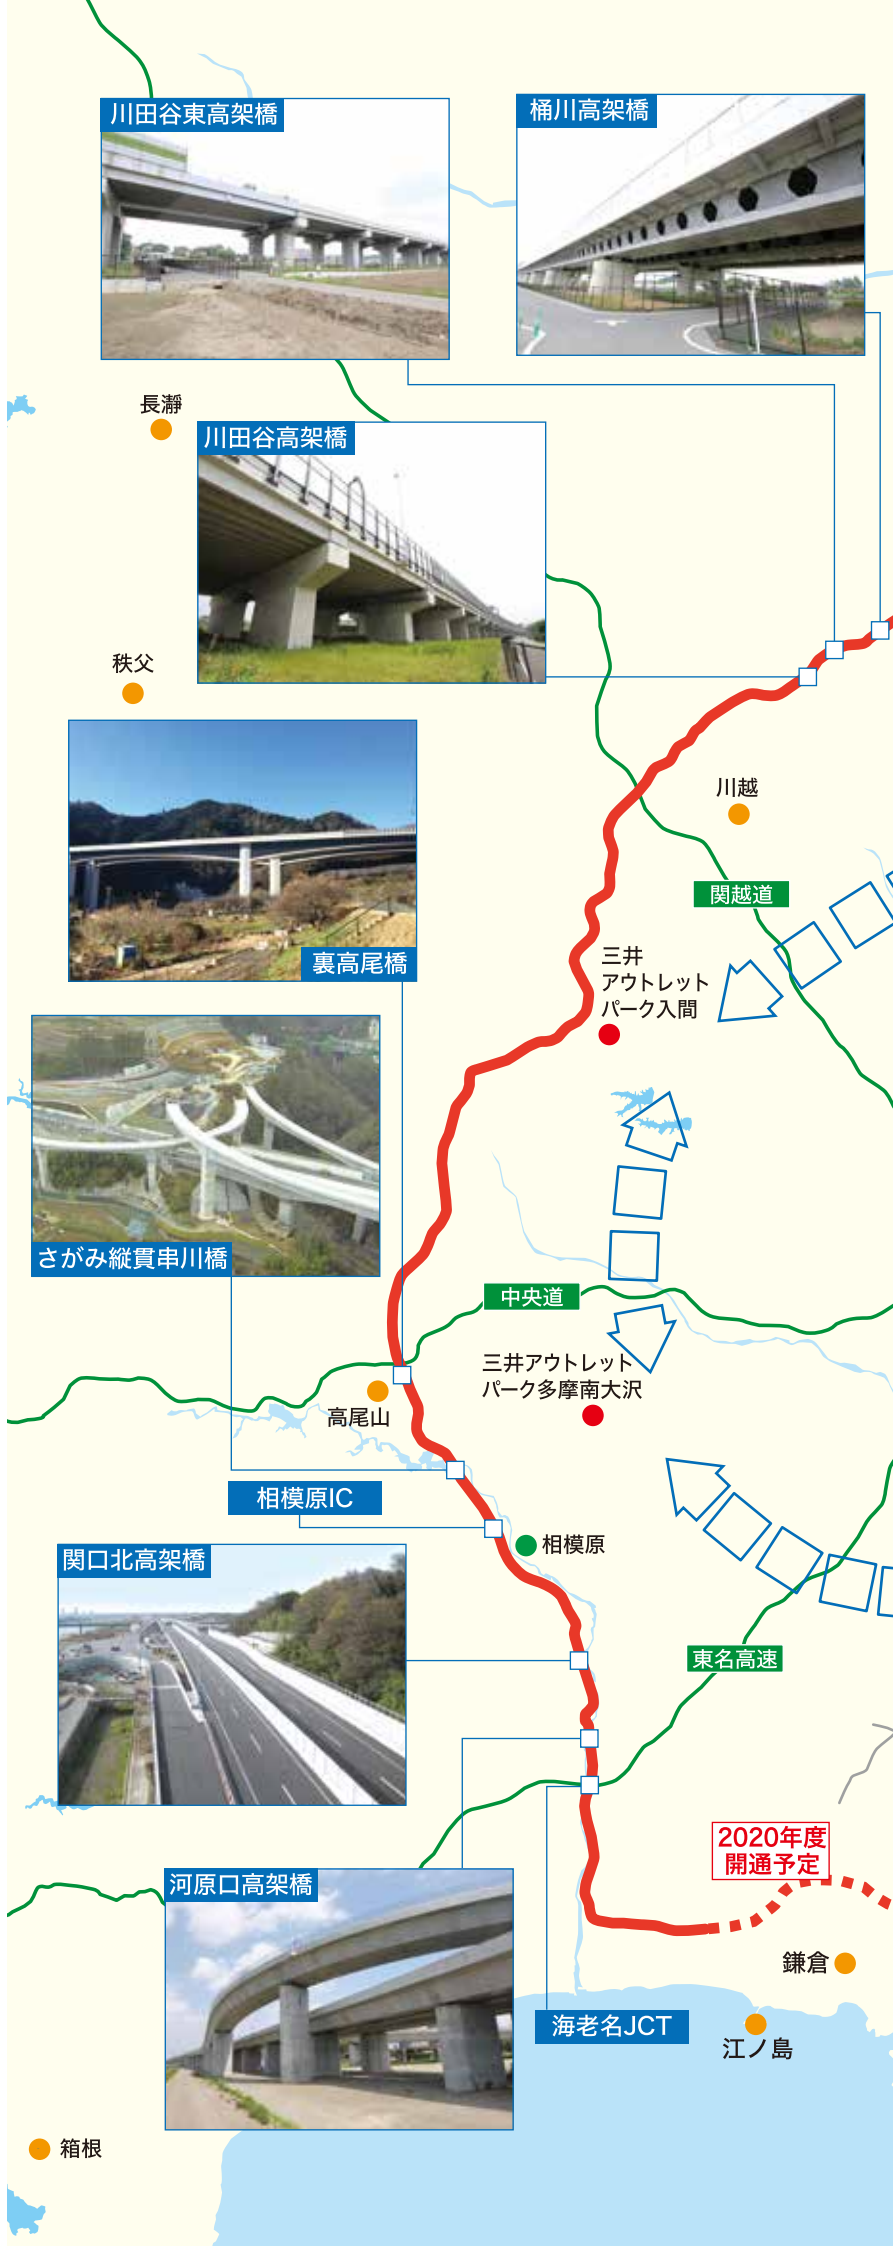 川田谷東高架橋
桶川高架橋
長瀞
川田谷高架橋
秩父
川越
関越道
三井
アウトレット
パーク入間
裏高尾橋
さがみ縦貫串川橋
中央道
三井アウトレット
パーク多摩南大沢
高尾山
相模原IC
相模原
関口北高架橋
東名高速
2020年度
開通予定
河原口高架橋
鎌倉
海老名JCT
江ノ島
箱根